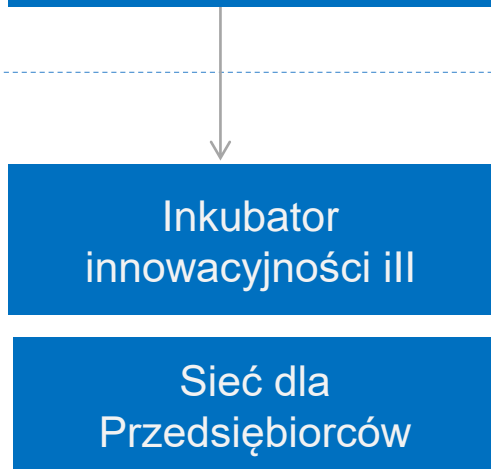 Inkubator
innowacyjności iII
Sieć dla
Przedsiębiorców